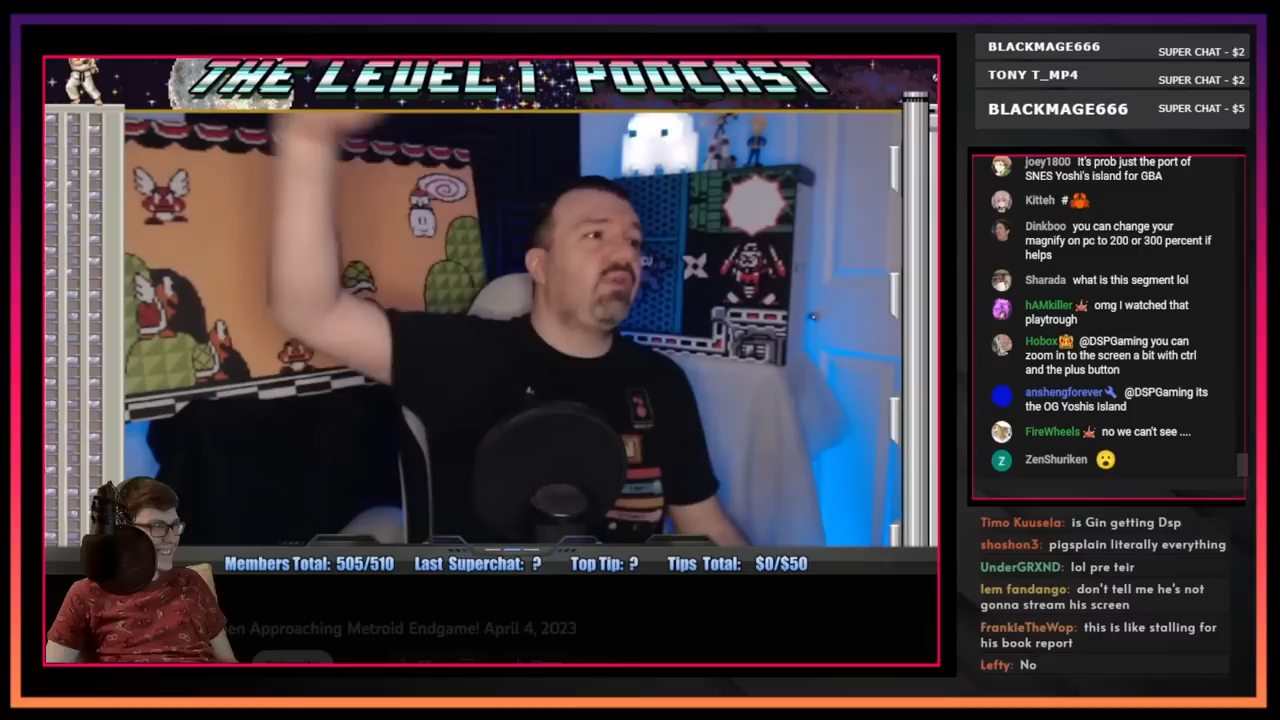 THE LEVEL 1 PODCAST
Members Total: 505/510 Last Superchat: ? Top Tip: ? Tips Total: $0/$50
en Approaching Metroid Endgame! April 4, 2023
BLACKMAGE666 SUPER CHAT - $2
TONY T_MP4 SUPER CHAT - $2
BLACKMAGE666 SUPER CHAT - $5
joey1800 It's prob just the port of
SNES Yoshi's island for GBA
Kitteh #🦀
Dinkboo you can change your
magnify on pc to 200 or 300 percent if
helps
Sharada what is this segment lol
hAMkiller omg I watched that
playtrough
Hobox @DSPGaming you can
zoom in to the screen a bit with ctrl
and the plus button
anshengforever @DSPGaming its
the OG Yoshis Island
FireWheels no we can't see ....
Z ZenShuriken 😮
Timo Kuusela: is Gin getting Dsp
shoshon3: pigsplain literally everything
UnderGRXND: lol pre teir
lem fandango: don't tell me he's not
gonna stream his screen
FrankieTheWop: this is like stalling for
his book report
Lefty: No